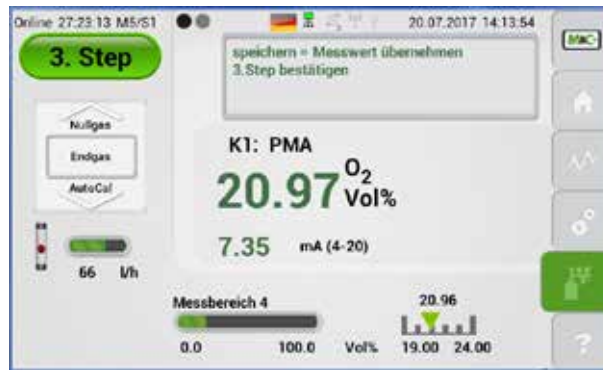 Online 27:23:13 M5/S1
20.07.2017 14:13:54
3. Step
speichern = Messwert übernehmen
3.Step bestätigen
Nullgas
Endgas
AutoCal
K1: PMA
20.97 O₂ Vol%
7.35 mA (4-20)
66 l/h
Messbereich 4
20.96
0.0 100.0 Vol% 19.00 24.00
?